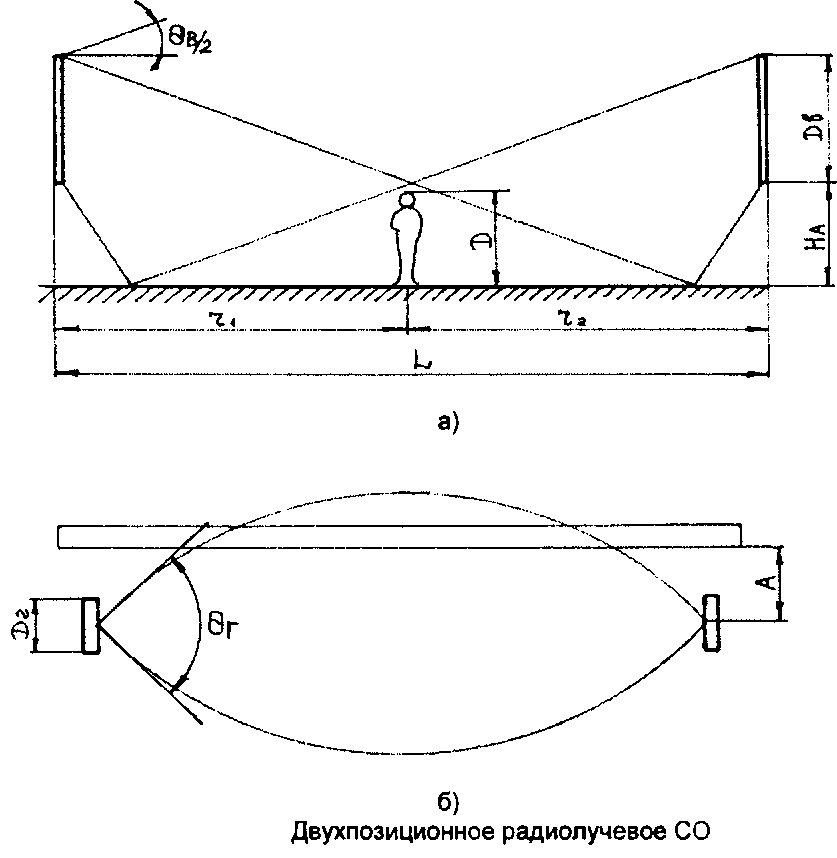 ΘВ/2
Dв
D
HA
r₁
r₂
L
а)
A
Dг
Θг
б)
Двухпозиционное радиолучевое СО